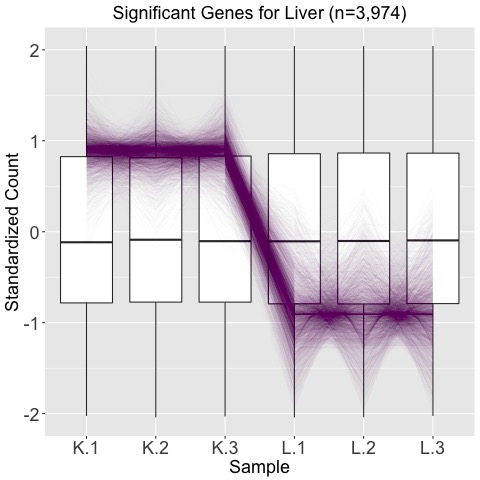 Significant Genes for Liver (n=3,974)
Standardized Count
2
1
0
-1
-2
K.1 K.2 K.3 L.1 L.2 L.3
Sample